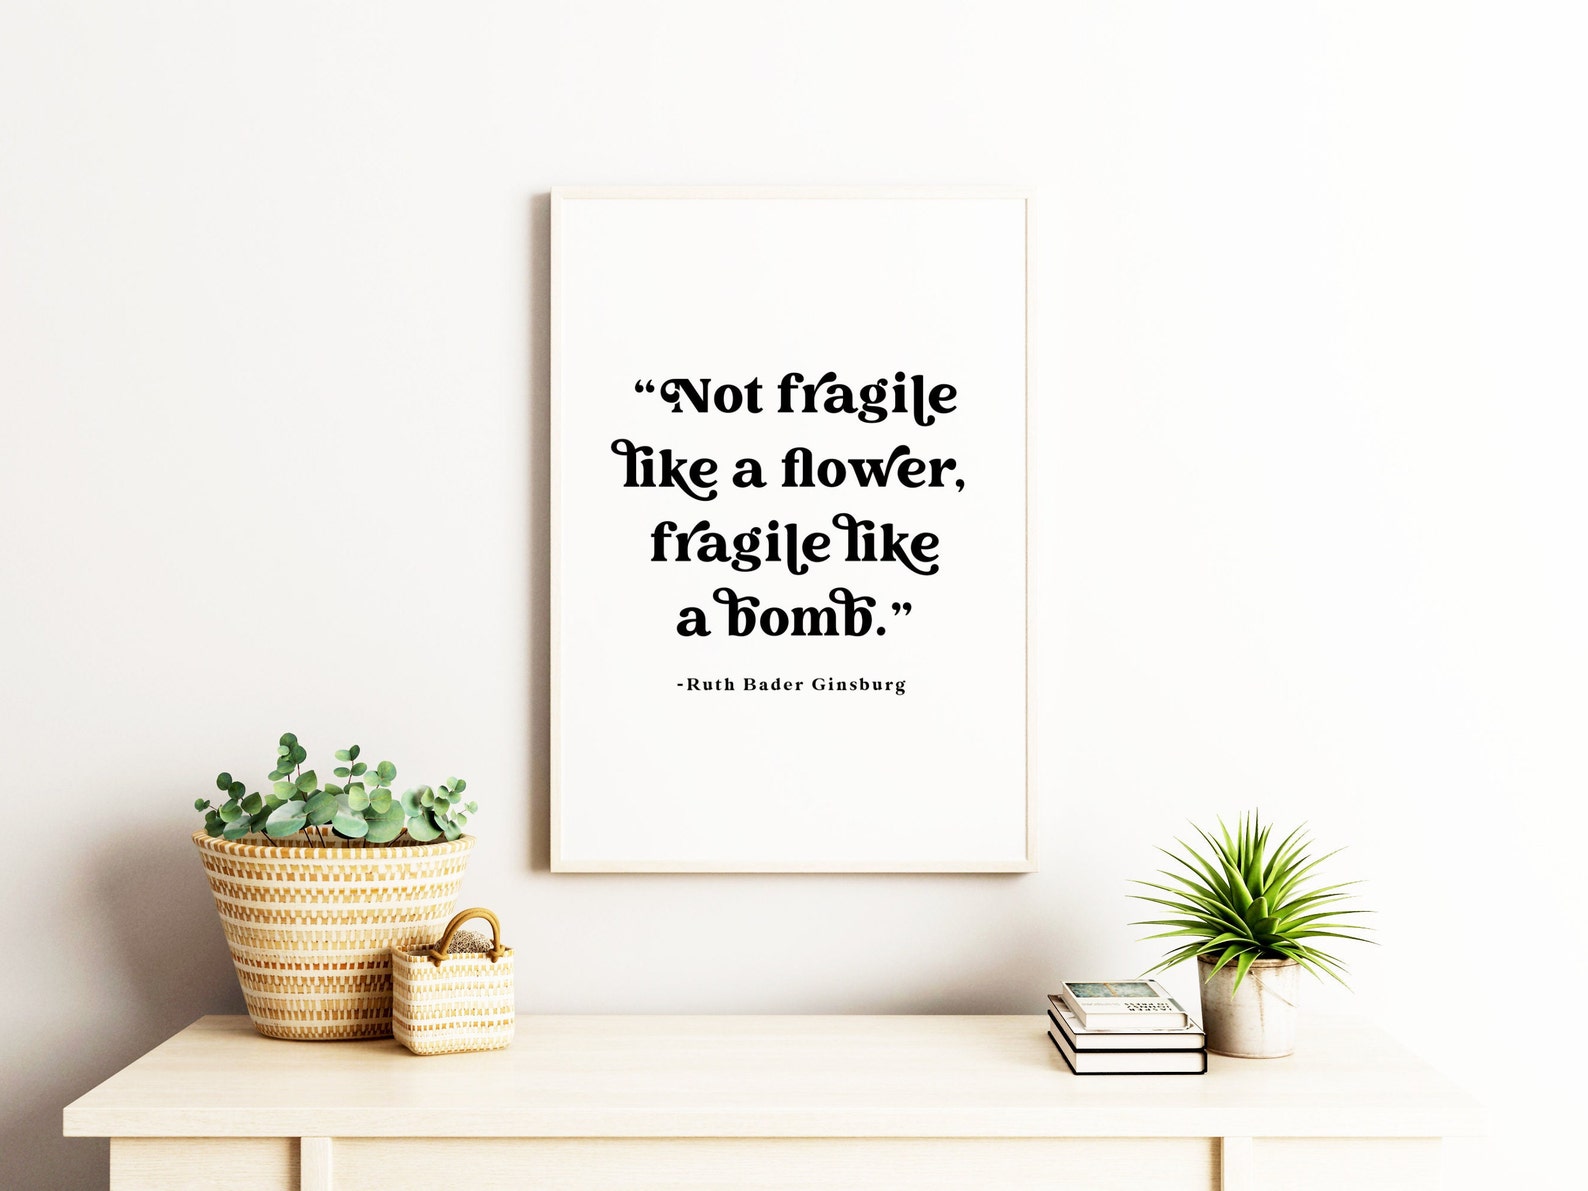 “Not fragile
like a flower,
fragile like
a bomb.”
-Ruth Bader Ginsburg